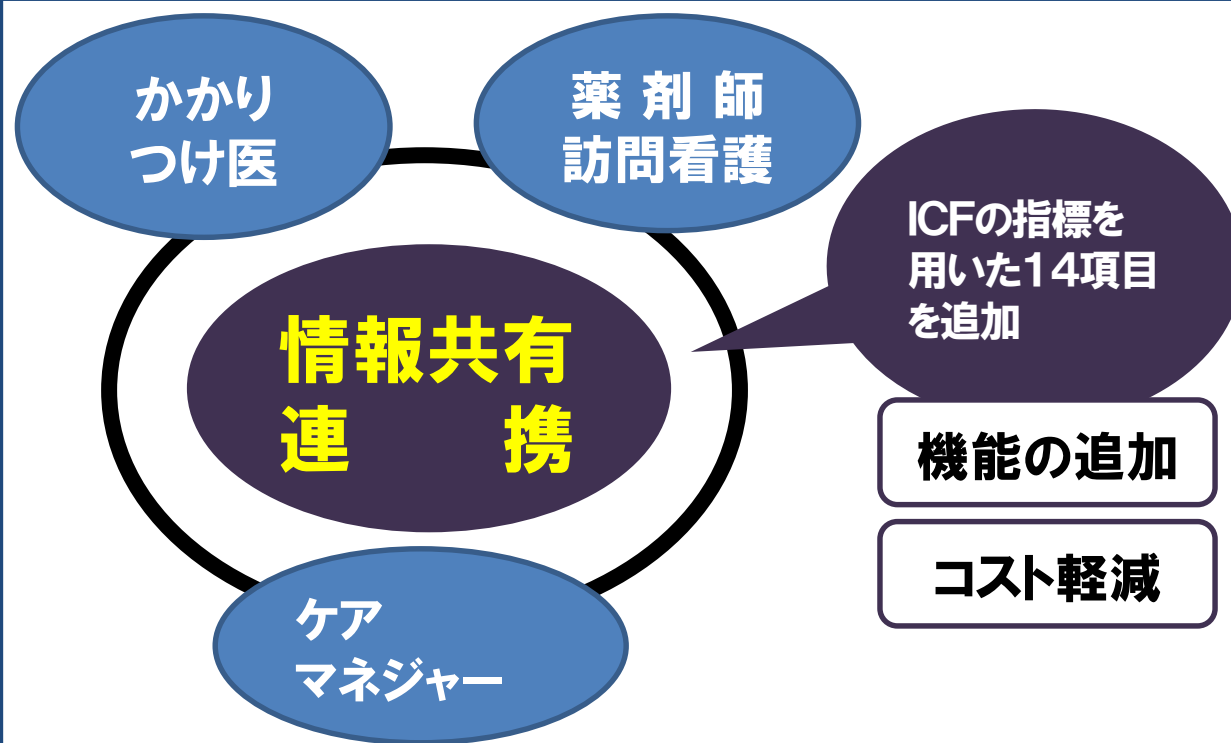 かかり
つけ医
薬 剤 師
訪問看護
ICFの指標を
用いた14項目
を追加
情報共有
連　　携
機能の追加
コスト軽減
ケア
マネジャー